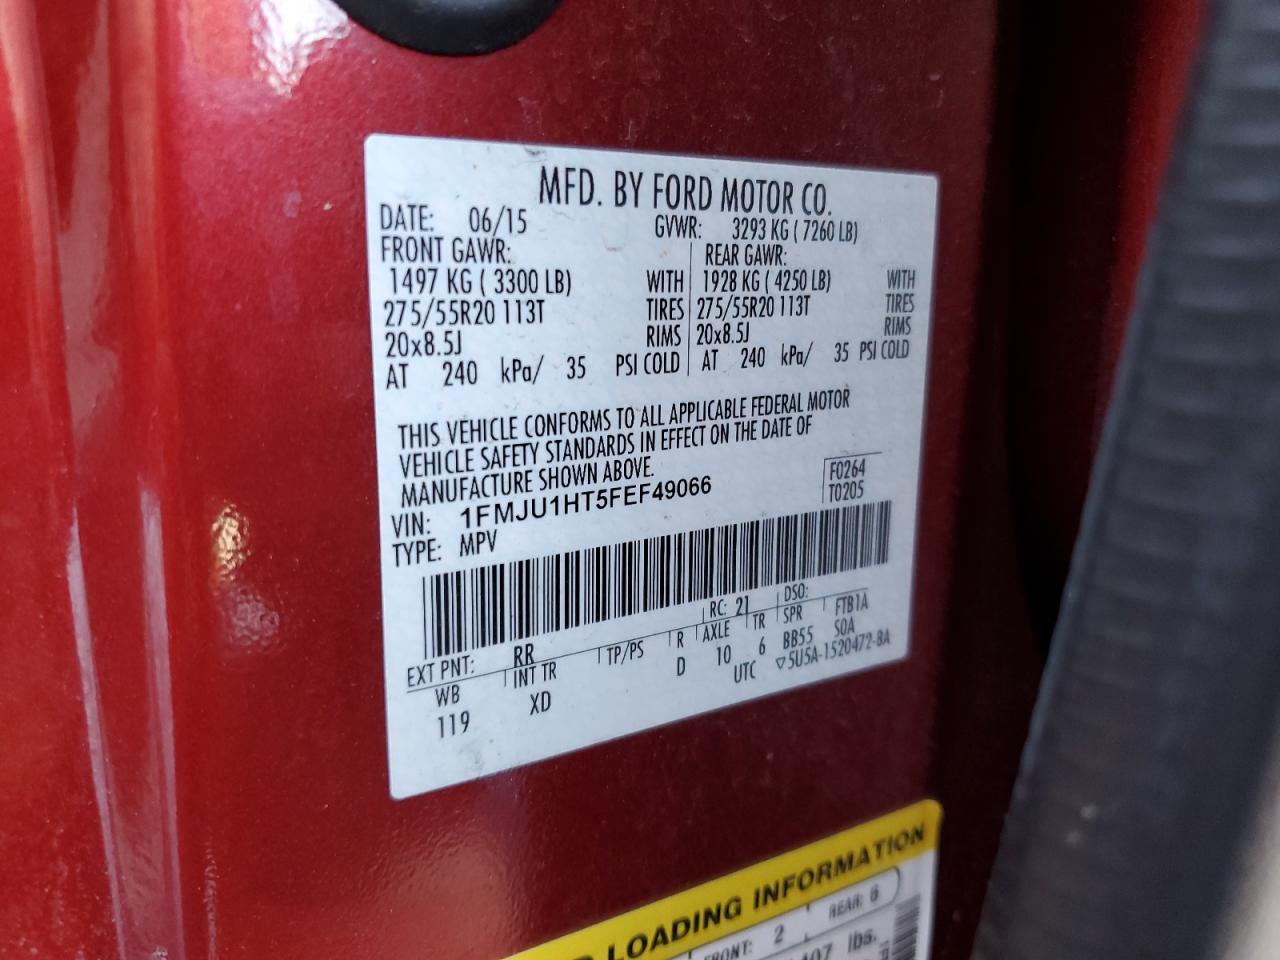 MFD. BY FORD MOTOR CO.
DATE: 06/15 GVWR: 3293 KG ( 7260 LB)
FRONT GAWR: REAR GAWR:
1497 KG ( 3300 LB) WITH 1928 KG ( 4250 LB) WITH
275/55R20 113T TIRES 275/55R20 113T TIRES
20x8.5J RIMS 20x8.5J RIMS
AT 240 kPa/ 35 PSI COLD AT 240 kPa/ 35 PSI COLD
THIS VEHICLE CONFORMS TO ALL APPLICABLE FEDERAL MOTOR
VEHICLE SAFETY STANDARDS IN EFFECT ON THE DATE OF
MANUFACTURE SHOWN ABOVE.
F0264
VIN: 1FMJU1HT5FEF49066 T0205
TYPE: MPV
EXT PNT: RR RC: 21 DSO:
WB INT TR TP/PS R AXLE TR SPR FTB1A
119 XD D 10 6 BB55 SOA
UTC ▽5U5A-1520472-BA
LOADING INFORMATION
FRONT: 2 REAR: 6
lbs.